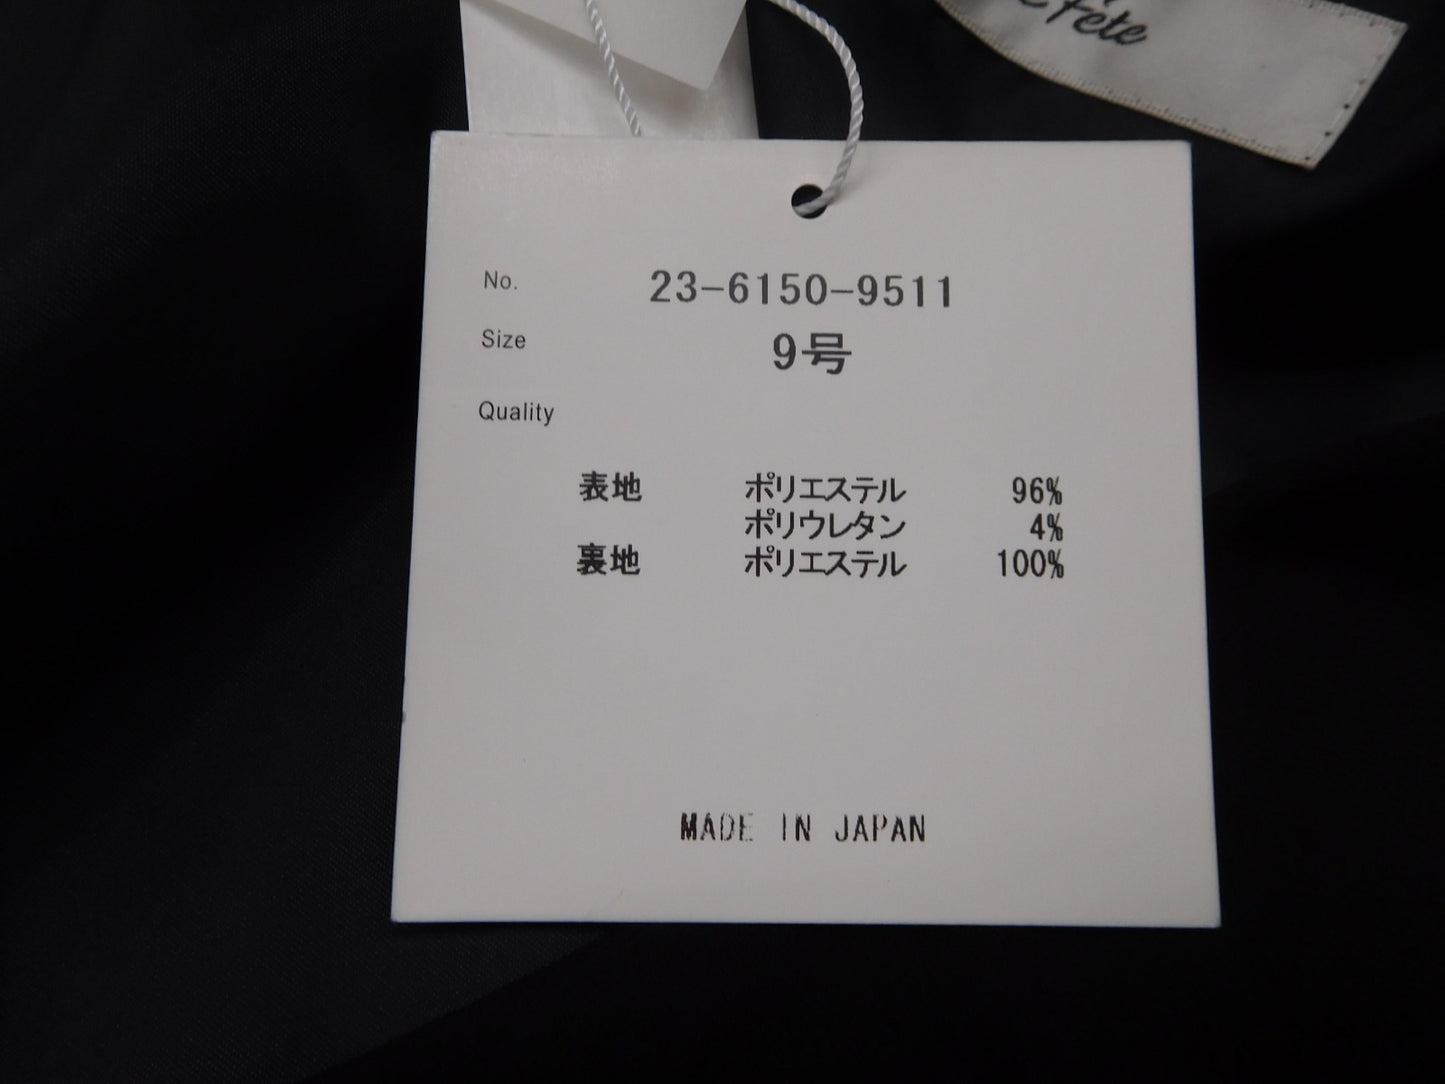 Fete
No. 23-6150-9511
Size 9号
Quality
表地 ポリエステル 96%
ポリウレタン 4%
裏地 ポリエステル 100%
MADE IN JAPAN